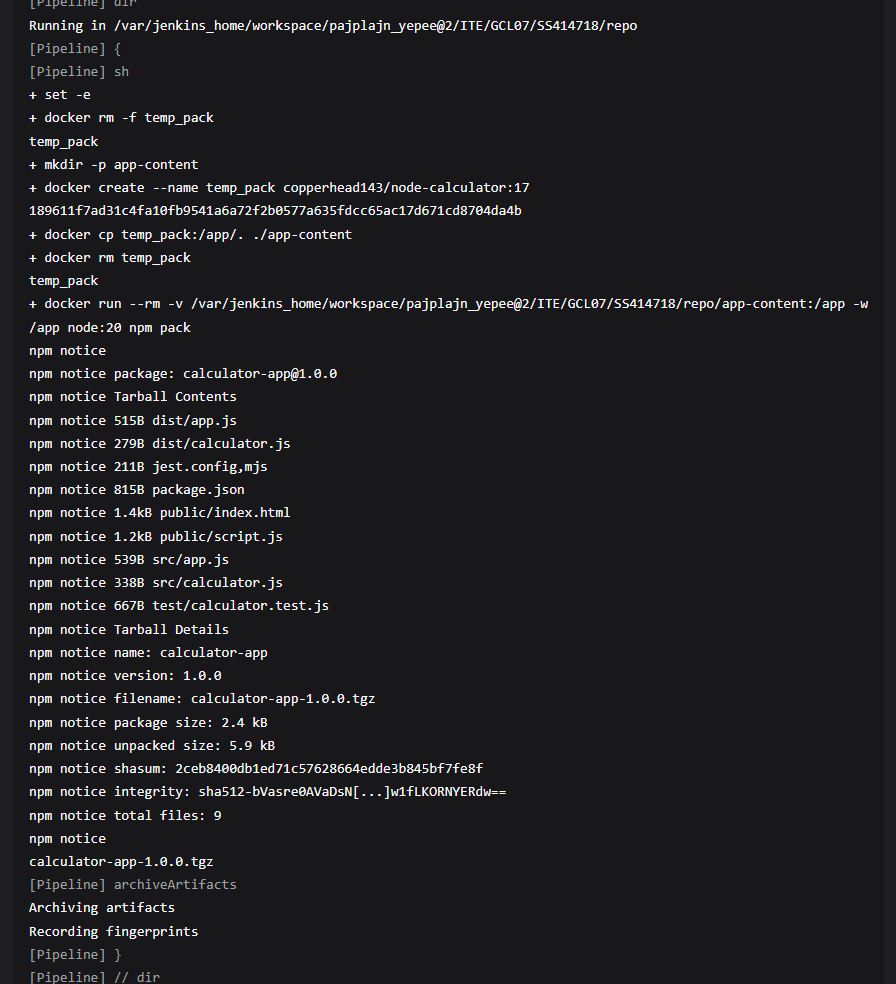 [Pipeline] dir
Running in /var/jenkins_home/workspace/pajplajn_yepee@2/ITE/GCL07/SS414718/repo
[Pipeline] {
[Pipeline] sh
+ set -e
+ docker rm -f temp_pack
temp_pack
+ mkdir -p app-content
+ docker create --name temp_pack copperhead143/node-calculator:17
189611f7ad31c4fa10fb9541a6a72f2b0577a635fdcc65ac17d671cd8704da4b
+ docker cp temp_pack:/app/. ./app-content
+ docker rm temp_pack
temp_pack
+ docker run --rm -v /var/jenkins_home/workspace/pajplajn_yepee@2/ITE/GCL07/SS414718/repo/app-content:/app -w
/app node:20 npm pack
npm notice
npm notice package: calculator-app@1.0.0
npm notice Tarball Contents
npm notice 515B dist/app.js
npm notice 279B dist/calculator.js
npm notice 211B jest.config,mjs
npm notice 815B package.json
npm notice 1.4kB public/index.html
npm notice 1.2kB public/script.js
npm notice 539B src/app.js
npm notice 338B src/calculator.js
npm notice 667B test/calculator.test.js
npm notice Tarball Details
npm notice name: calculator-app
npm notice version: 1.0.0
npm notice filename: calculator-app-1.0.0.tgz
npm notice package size: 2.4 kB
npm notice unpacked size: 5.9 kB
npm notice shasum: 2ceb8400db1ed71c57628664edde3b845bf7fe8f
npm notice integrity: sha512-bVasre0AVaDsN[...]w1fLKORNYERdw==
npm notice total files: 9
npm notice
calculator-app-1.0.0.tgz
[Pipeline] archiveArtifacts
Archiving artifacts
Recording fingerprints
[Pipeline] }
[Pipeline] // dir